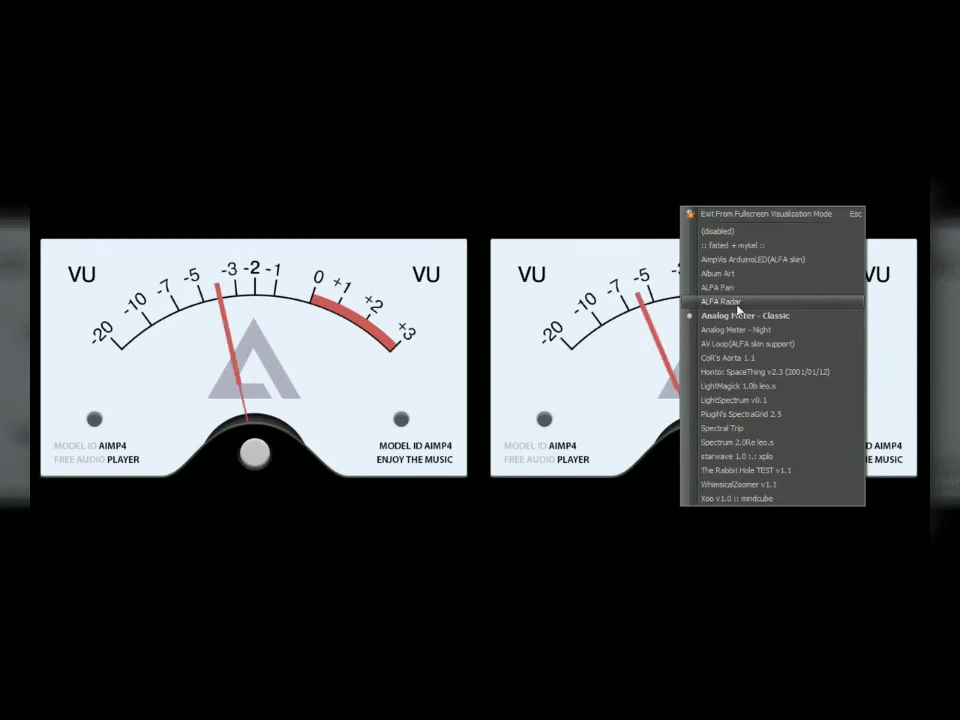 VU
VU
-20
-10
-7
-5
-3
-2
-1
0
+1
+2
+3
MODEL ID AIMP4
FREE AUDIO PLAYER
MODEL ID AIMP4
ENJOY THE MUSIC
VU
VU
-20
-10
-7
-5
MODEL ID AIMP4
FREE AUDIO PLAYER
AIMP4
MUSIC
Exit From Fullscreen Visualization Mode Esc
(disabled)
:: faited + mykel ::
AimpVis ArduinoLED(ALFA skin)
Album Art
ALFA Fan
ALFA Radar
Analog Meter - Classic
Analog Meter - Night
AV Loop(ALFA skin support)
CoR's Aorta 1.1
Honto: SpaceThing v2.3 (2001/01/12)
LightMagick 1.0b leo.s
LightSpectrum v0.1
PlugIN's SpectraGrid 2.5
Spectral Trip
Spectrum 2.0Re leo.s
starwave 1.0 :.: xplo
The Rabbit Hole TEST v1.1
WhimsicalZoomer v1.1
Xoo v1.0 :: mindcube